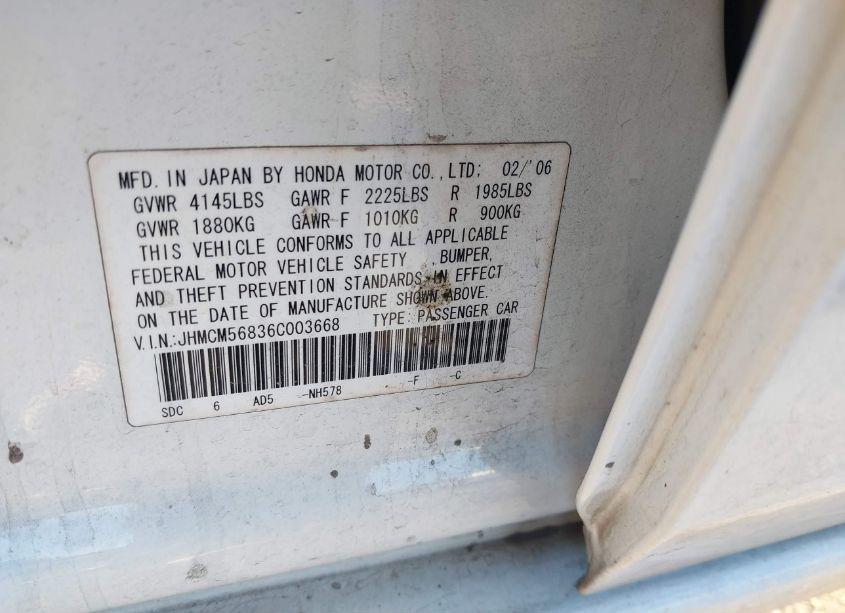 MFD. IN JAPAN BY HONDA MOTOR CO.,LTD: 02/'06
GVWR 4145LBS GAWR F 2225LBS R 1985LBS
GVWR 1880KG GAWR F 1010KG R 900KG
THIS VEHICLE CONFORMS TO ALL APPLICABLE
FEDERAL MOTOR VEHICLE SAFETY ,BUMPER,
AND THEFT PREVENTION STANDARDS IN EFFECT
ON THE DATE OF MANUFACTURE SHOWN ABOVE.
V.I.N.:JHMCM56836C003668 TYPE: PASSENGER CAR
SDC 6 AD5 -NH578 -F -C